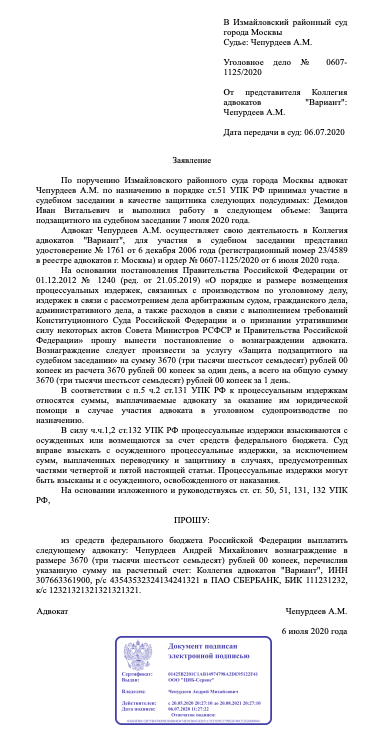 В Измайловский районный суд
города Москвы
Судье: Чепурдеев А.М.
Уголовное дело № 0607-
1125/2020
От представителя Коллегия
адвокатов "Вариант":
Чепурдеев А.М.
Дата передачи в суд: 06.07.2020
Заявление
По поручению Измайловского районного суда города Москвы адвокат
Чепурдеев А.М. по назначению в порядке ст.51 УПК РФ принимал участие в
судебном заседании в качестве защитника следующих подсудимых: Демидов
Иван Витальевич и выполнил работу в следующем объеме: Защита
подзащитного на судебном заседании 7 июля 2020 года.
Адвокат Чепурдеев А.М. осуществляет свою деятельность в Коллегия
адвокатов "Вариант", для участия в судебном заседании представил
удостоверение № 1761 от 6 декабря 2006 года (регистрационный номер 23/4589
в реестре адвокатов г. Москвы) и ордер № 0607-1125/2020 от 6 июля 2020 года.
На основании постановления Правительства Российской Федерации от
01.12.2012 № 1240 (ред. от 21.05.2019) «О порядке и размере возмещения
процессуальных издержек, связанных с производством по уголовному делу,
издержек в связи с рассмотрением дела арбитражным судом, гражданского дела,
административного дела, а также расходов в связи с выполнением требований
Конституционного Суда Российской Федерации и о признании утратившими
силу некоторых актов Совета Министров РСФСР и Правительства Российской
Федерации» прошу вынести постановление о вознаграждении адвоката.
Вознаграждение следует произвести за услугу «Защита подзащитного на
судебном заседании» на сумму 3670 (три тысячи шестьсот семьдесят) рублей 00
копеек из расчета 3670 рублей 00 копеек за один день, а всего на общую сумму
3670 (три тысячи шестьсот семьдесят) рублей 00 копеек за 1 день.
В соответствии с п.5 ч.2 ст.131 УПК РФ к процессуальным издержкам
относятся суммы, выплачиваемые адвокату за оказание им юридической
помощи в случае участия адвоката в уголовном судопроизводстве по
назначению.
В силу ч.ч.1,2 ст.132 УПК РФ процессуальные издержки взыскиваются с
осужденных или возмещаются за счет средств федерального бюджета. Суд
вправе взыскать с осужденного процессуальные издержки, за исключением
сумм, выплаченных переводчику и защитнику в случаях, предусмотренных
частями четвертой и пятой настоящей статьи. Процессуальные издержки могут
быть взысканы и с осужденного, освобожденного от наказания.
На основании изложенного и руководствуясь ст. ст. 50, 51, 131, 132 УПК
РФ,
ПРОШУ:
из средств федерального бюджета Российской Федерации выплатить
следующему адвокату: Чепурдеев Андрей Михайлович вознаграждение в
размере 3670 (три тысячи шестьсот семьдесят) рублей 00 копеек, перечислив
указанную сумму на расчетный счет: Коллегия адвокатов "Вариант", ИНН
307663361900, р/с 43543532324134241321 в ПАО СБЕРБАНК, БИК 111231232,
к/с 12321321321321321321.
Адвокат Чепурдеев А.М.
6 июля 2020 года
Документ подписан
электронной подписью
Сертификат:
Выдан: ООО "ЦИБ-Сервис"
Владелец: Чепурдеев Андрей Михайлович
Действителен: с 20.05.2020 20:27:10 до 20.08.2021 20:27:10
Дата подписи: 06.07.2020 11:27:22
Отпечаток подписи: